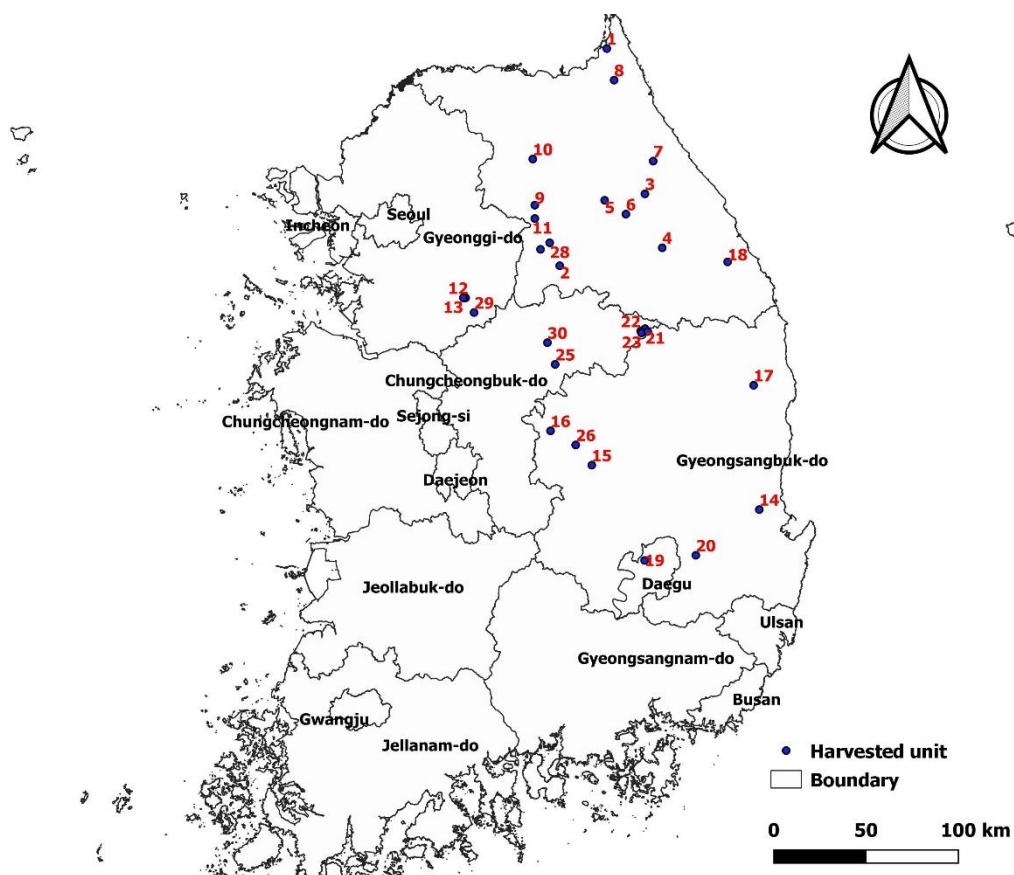 1
8
10
7
3
9
5
6
Seoul
Incheon
11
Gyeonggi-do
4
28
18
2
12
13
29
22
21
23
30
25
Chungcheongbuk-do
17
Sejong-si
Chungcheongnam-do
16
26
15
Gyeongsangbuk-do
Daejeon
14
20
19
Daegu
Jeollabuk-do
Ulsan
Gyeongsangnam-do
Busan
Gwangju
Jellanam-do
Harvested unit
Boundary
0 50 100 km